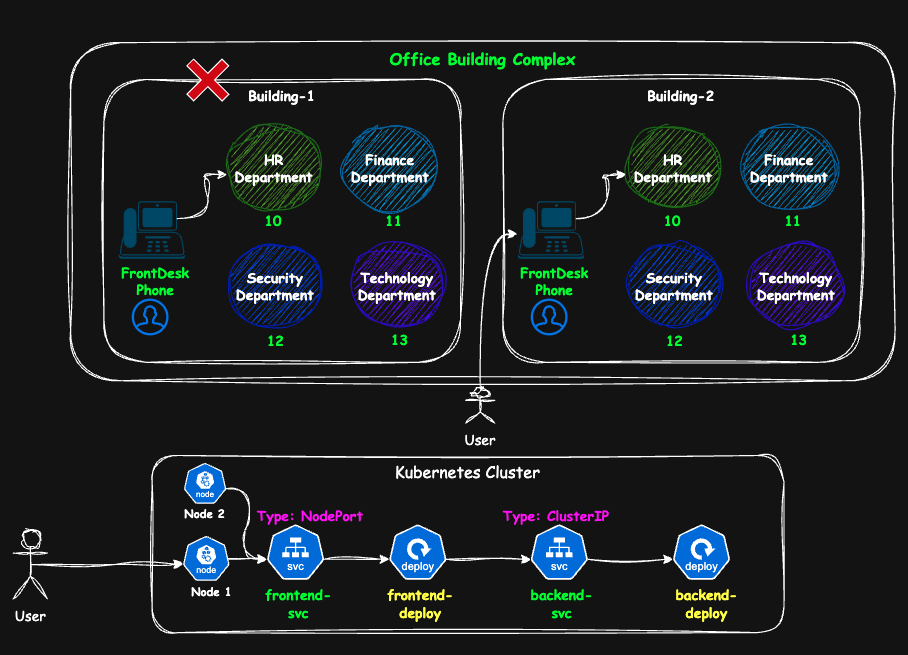 Office Building Complex
Building-1
HR
Department
10
Finance
Department
11
FrontDesk
Phone
Security
Department
12
Technology
Department
13
Building-2
HR
Department
10
Finance
Department
11
FrontDesk
Phone
Security
Department
12
Technology
Department
13
User
Kubernetes Cluster
node
Node 2
Type: NodePort
Type: ClusterIP
node
svc
deploy
svc
deploy
Node 1
frontend-
svc
frontend-
deploy
backend-
svc
backend-
deploy
User